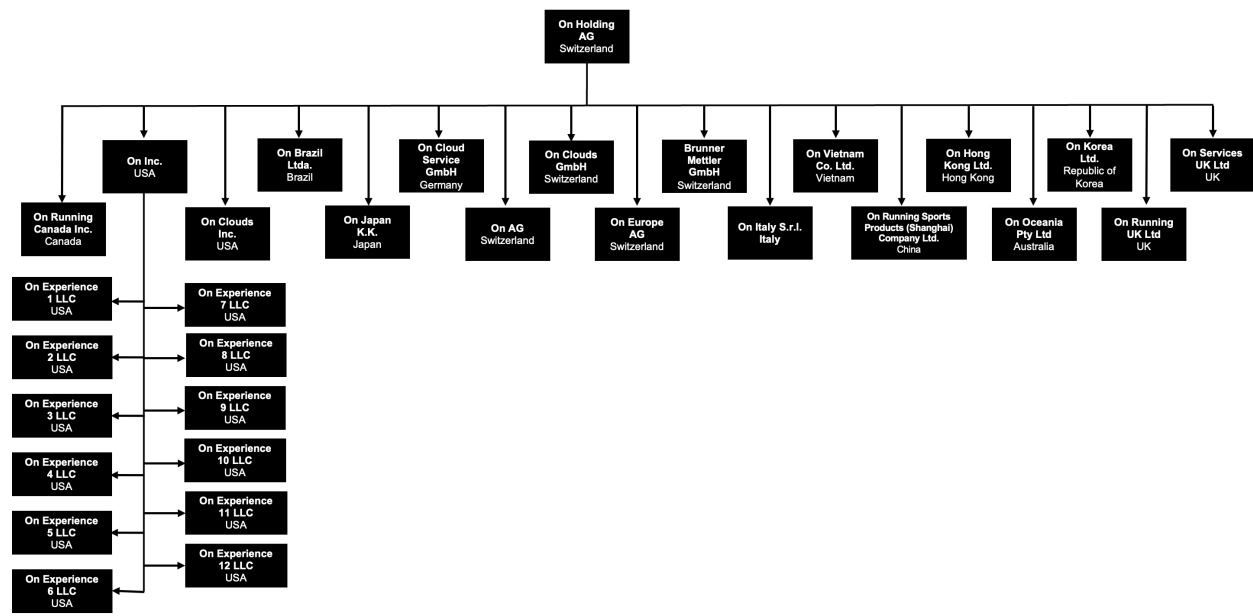 On Holding
AG
Switzerland
On Inc.
USA
On Brazil
Ltda.
Brazil
On Cloud
Service
GmbH
Germany
On Clouds
GmbH
Switzerland
Brunner
Mettler
GmbH
Switzerland
On Vietnam
Co. Ltd.
Vietnam
On Hong
Kong Ltd.
Hong Kong
On Korea
Ltd.
Republic of
Korea
On Services
UK Ltd
UK
On Running
Canada Inc.
Canada
On Clouds
Inc.
USA
On Japan
K.K.
Japan
On AG
Switzerland
On Europe
AG
Switzerland
On Italy S.r.l.
Italy
On Running Sports
Products (Shanghai)
Company Ltd.
China
On Oceania
Pty Ltd
Australia
On Running
UK Ltd
UK
On Experience
1 LLC
USA
On Experience
7 LLC
USA
On Experience
2 LLC
USA
On Experience
8 LLC
USA
On Experience
3 LLC
USA
On Experience
9 LLC
USA
On Experience
4 LLC
USA
On Experience
10 LLC
USA
On Experience
5 LLC
USA
On Experience
11 LLC
USA
On Experience
6 LLC
USA
On Experience
12 LLC
USA